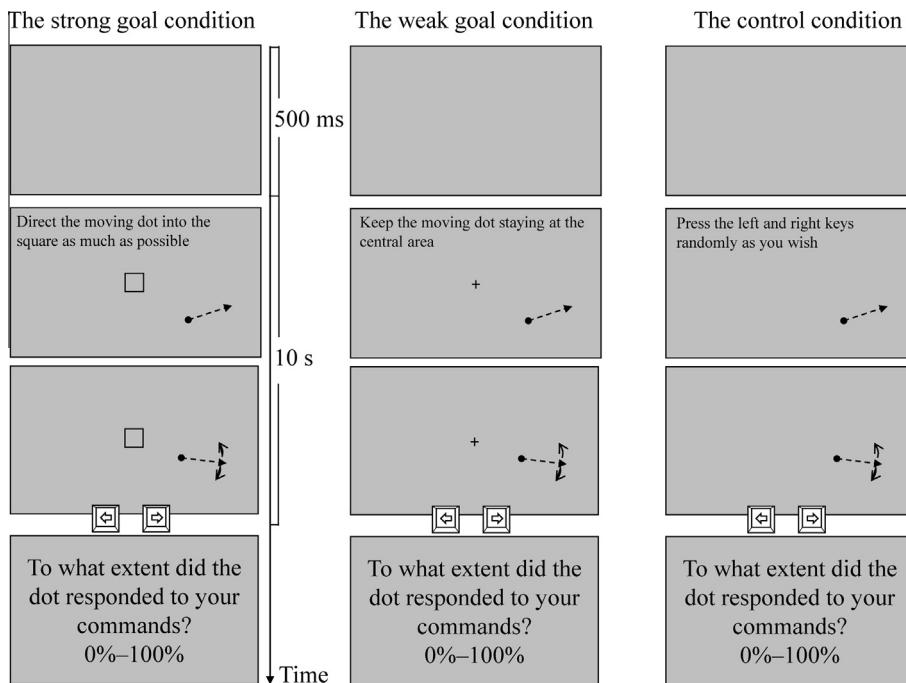 The strong goal condition
The weak goal condition
The control condition
500 ms
Direct the moving dot into the
square as much as possible
Keep the moving dot staying at the
central area
Press the left and right keys
randomly as you wish
10 s
To what extent did the
dot responded to your
commands?
0%–100%
To what extent did the
dot responded to your
commands?
0%–100%
To what extent did the
dot responded to your
commands?
0%–100%
Time